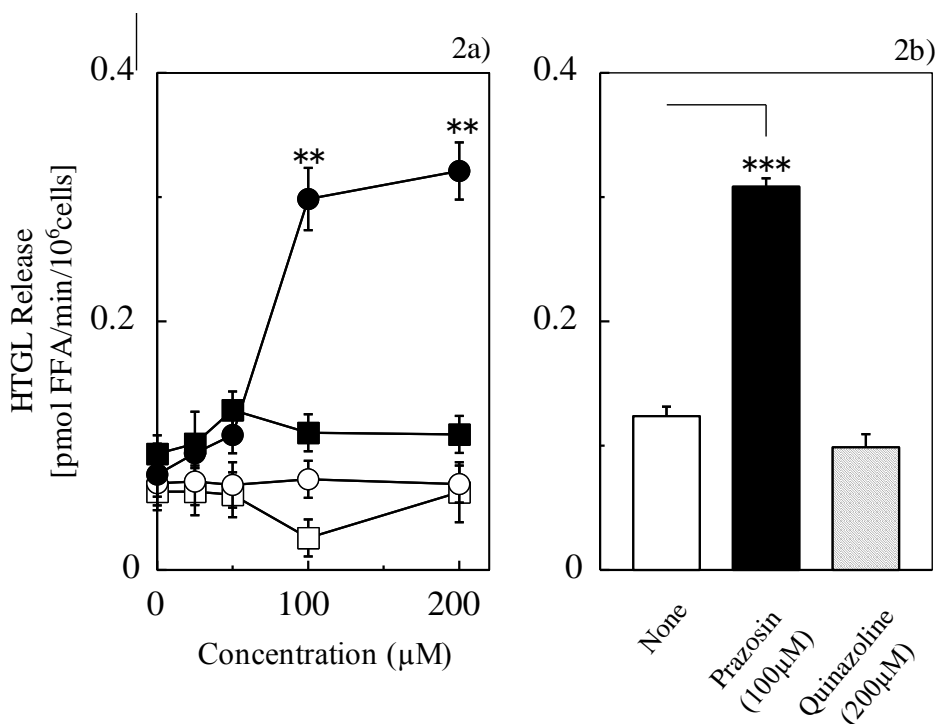 2a)
2b)
0.4
0.2
0
**
**
HTGL Release
[pmol FFA/min/10⁶cells]
0
100
200
Concentration (µM)
0.4
0.2
0
***
None
Prazosin
(100µM)
Quinazoline
(200µM)